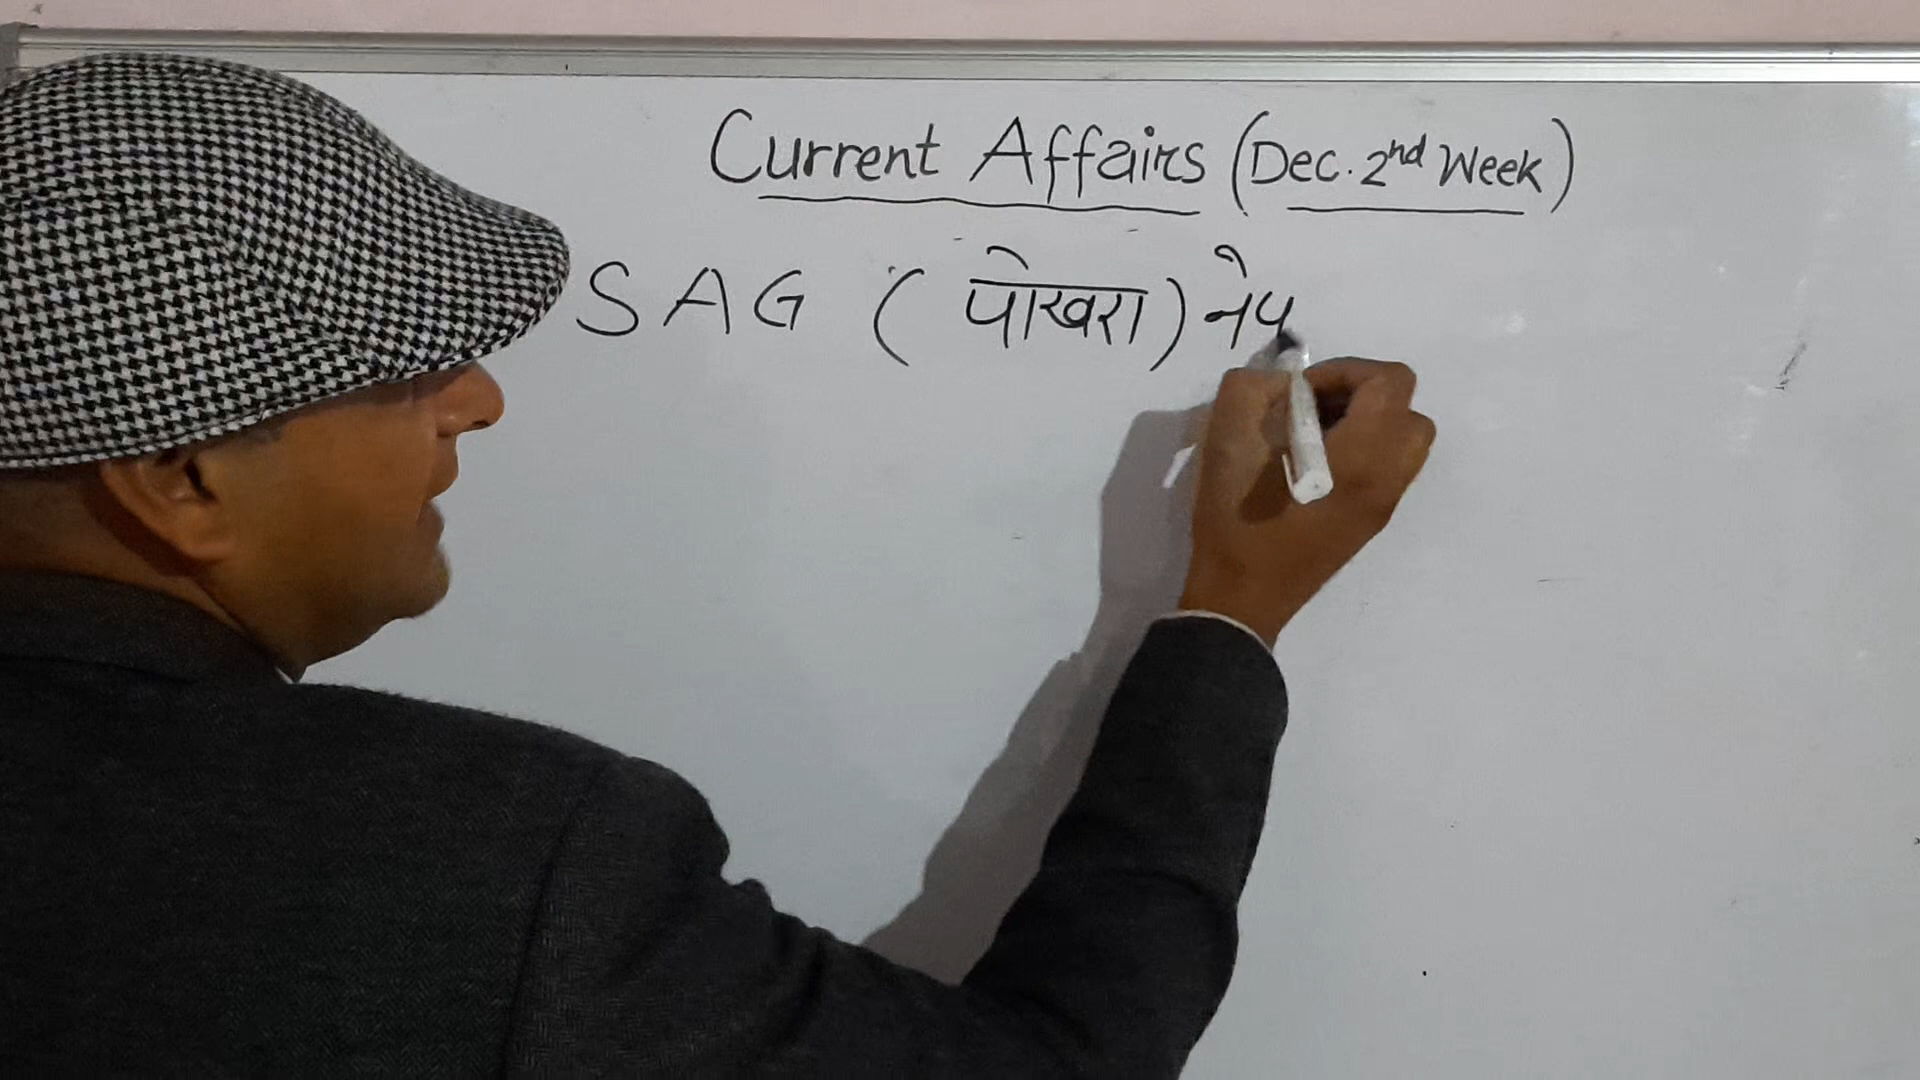 Current Affairs (Dec. 2nd Week)
SAG (पोखरा) नेप